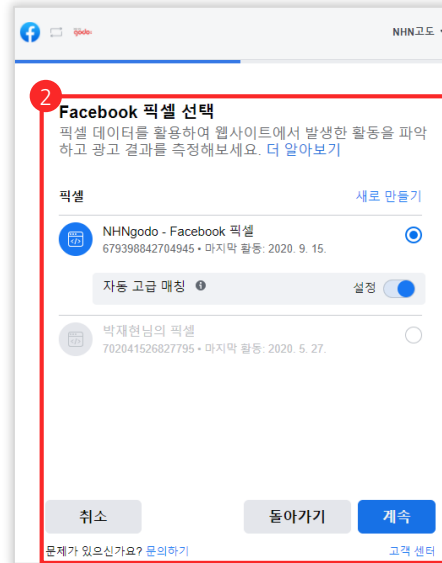 godo:
NHN고도
2
Facebook 픽셀 선택
픽셀 데이터를 활용하여 웹사이트에서 발생한 활동을 파악
하고 광고 결과를 측정해보세요. 더 알아보기
픽셀
새로 만들기
NHNgodo - Facebook 픽셀
679398842704945 • 마지막 활동: 2020. 9. 15.
자동 고급 매칭
설정
박재현님의 픽셀
702041526827795 • 마지막 활동: 2020. 5. 27.
취소
돌아가기
계속
문제가 있으신가요? 문의하기
고객 센터